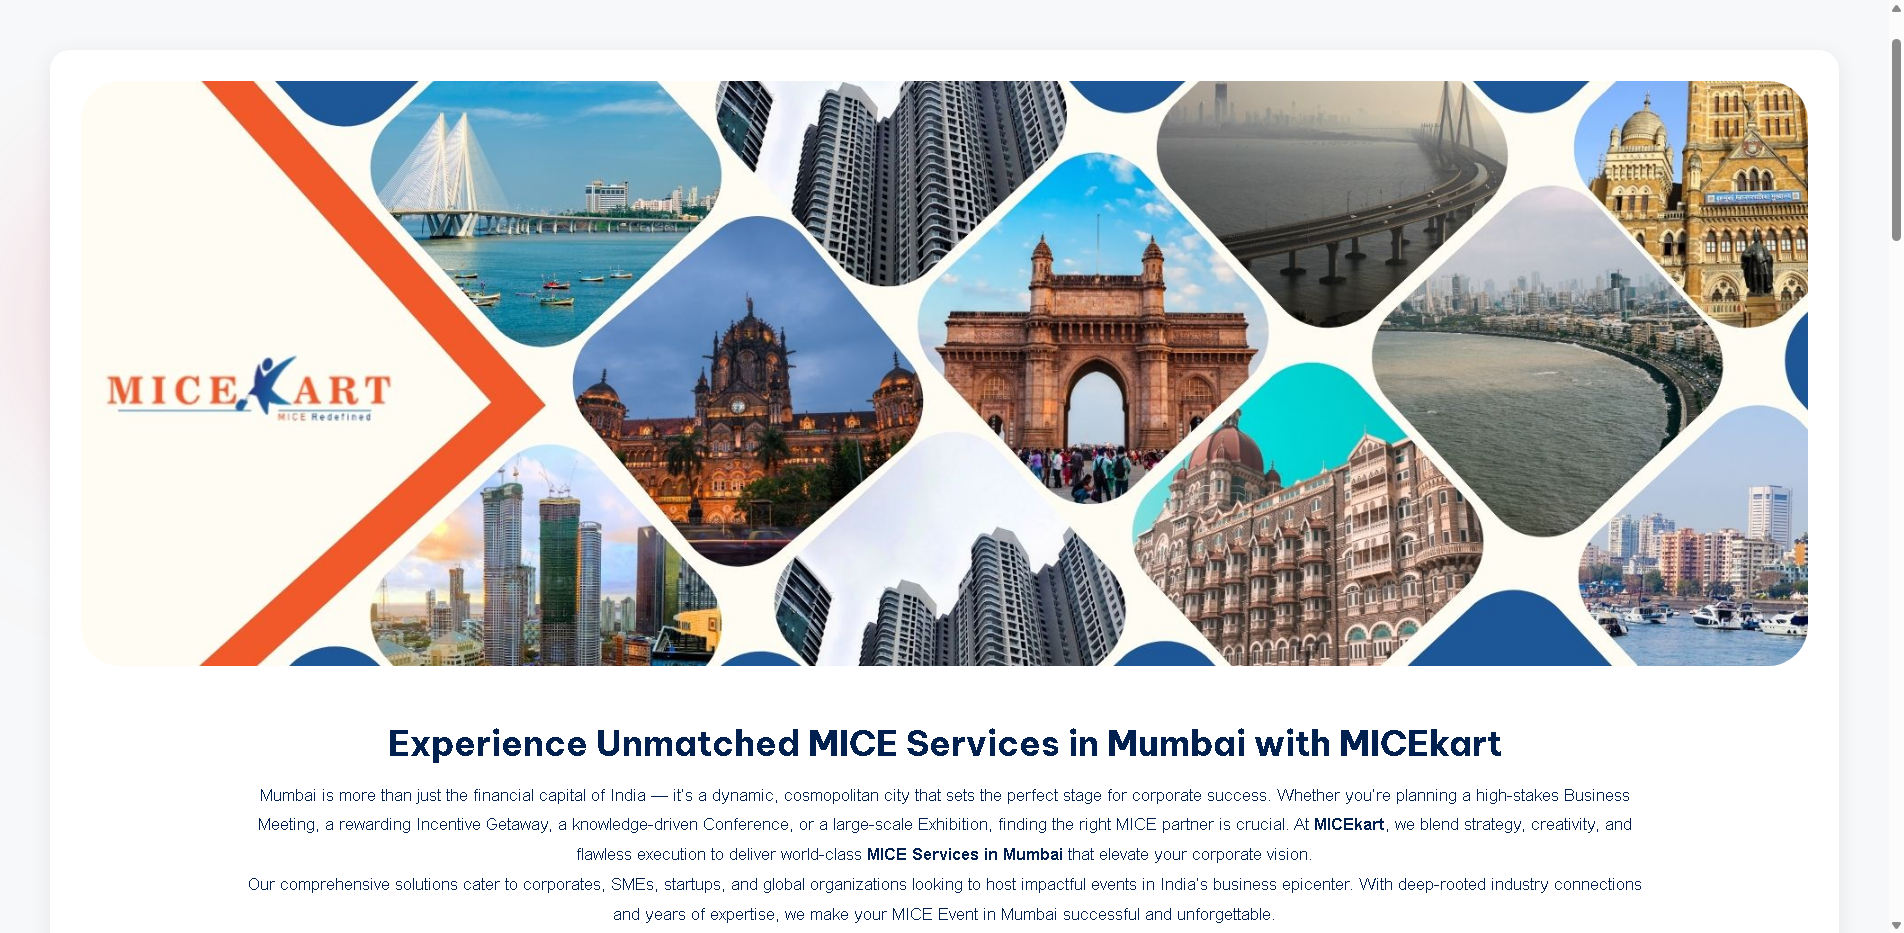 MICEKART
MICE Redefined
Experience Unmatched MICE Services in Mumbai with MICEkart
Mumbai is more than just the financial capital of India — it's a dynamic, cosmopolitan city that sets the perfect stage for corporate success. Whether you're planning a high-stakes Business
Meeting, a rewarding Incentive Getaway, a knowledge-driven Conference, or a large-scale Exhibition, finding the right MICE partner is crucial. At MICEkart, we blend strategy, creativity, and
flawless execution to deliver world-class MICE Services in Mumbai that elevate your corporate vision.
Our comprehensive solutions cater to corporates, SMEs, startups, and global organizations looking to host impactful events in India's business epicenter. With deep-rooted industry connections
and years of expertise, we make your MICE Event in Mumbai successful and unforgettable.